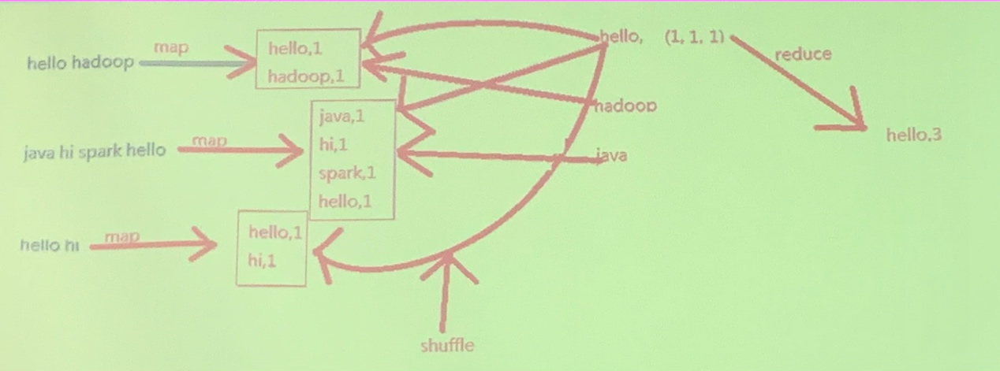 hello hadoop
map
hello,1
hadoop,1
java hi spark hello
map
java,1
hi,1
spark,1
hello,1
hello hi
map
hello,1
hi,1
hello, (1, 1, 1)
hadoop
java
reduce
hello,3
shuffle